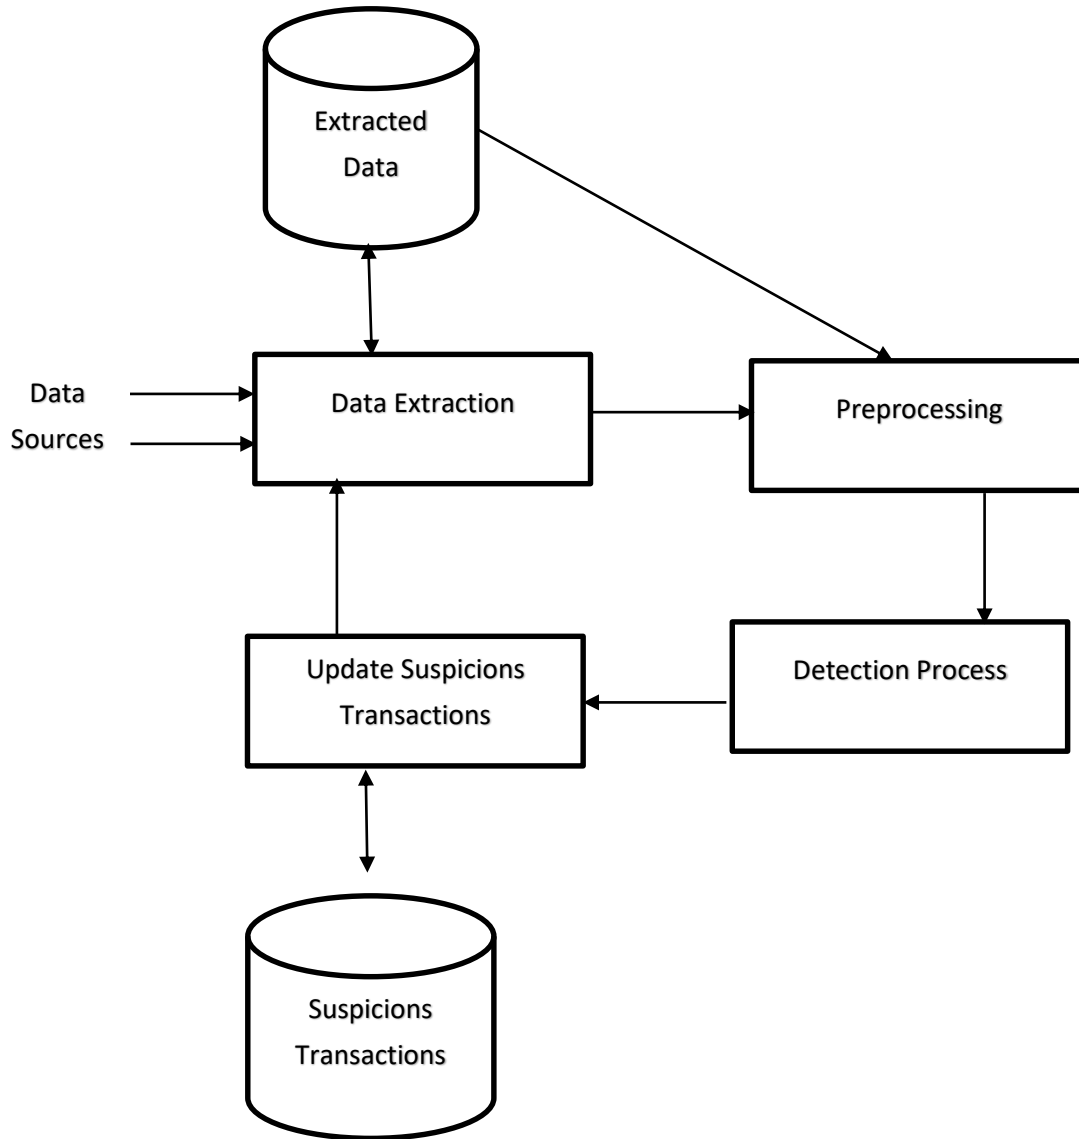 Extracted
Data
Data
Sources
Data Extraction
Preprocessing
Update Suspicions
Transactions
Detection Process
Suspicions
Transactions